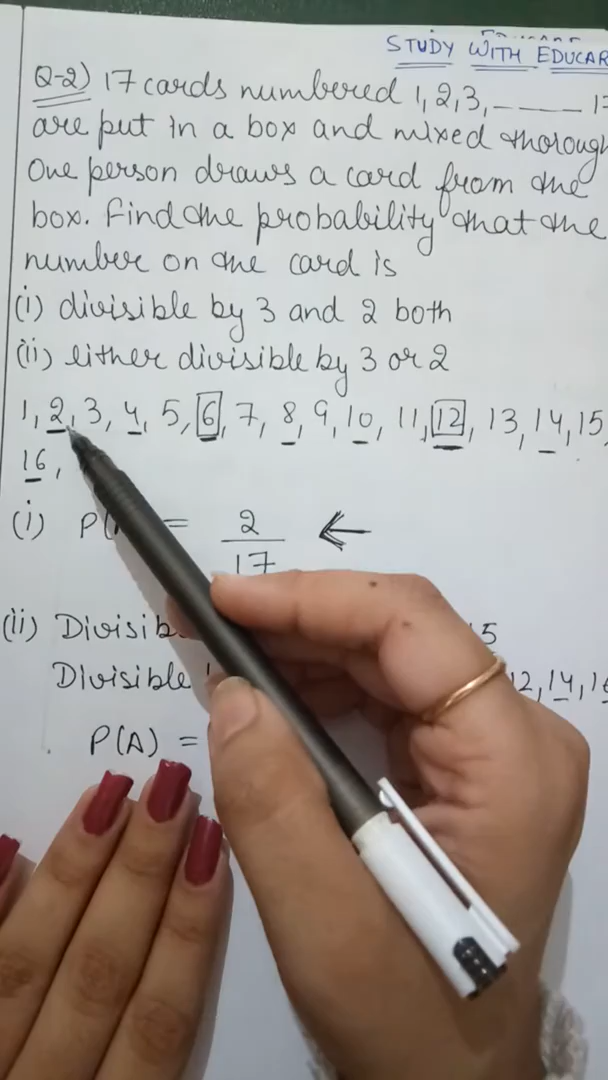 STUDY WITH EDUCAR
Q-2) 17 cards numbered 1, 2, 3, _ _ _ _ 17
are put in a box and mixed thorough
One person draws a card from the
box. Find the probability that the
number on the card is
(i) divisible by 3 and 2 both
(ii) either divisible by 3 or 2
1, 2, 3, 4, 5, 6, 7, 8, 9, 10, 11, 12, 13, 14, 15,
16,
(i) P( = 2/17 ←
(ii) Divisib 5
Divisible 12, 14, 16
P(A) =